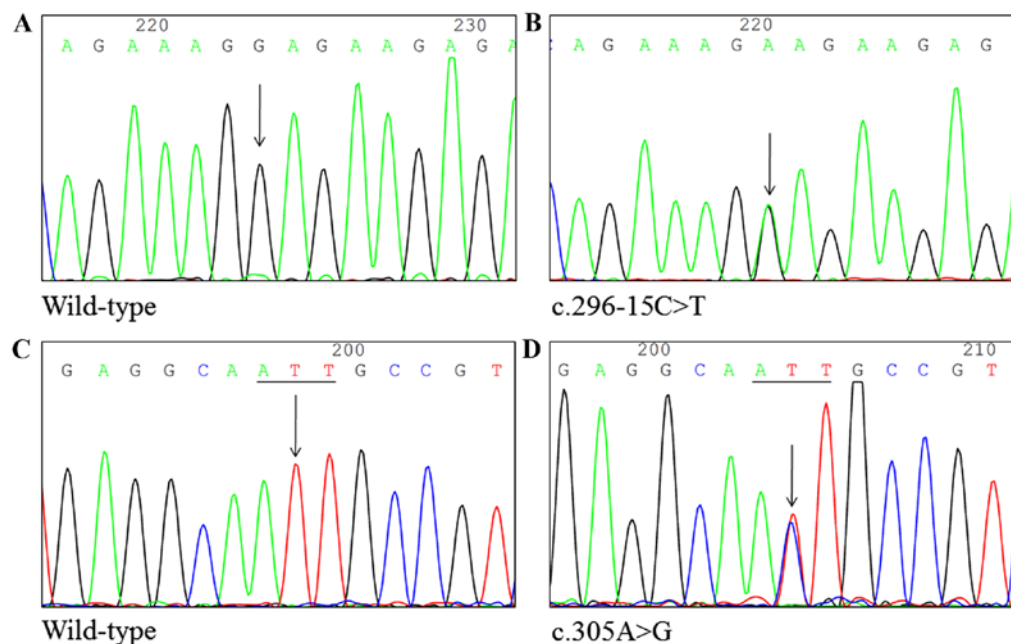 A
220 230
A G A A A G G A G A A G A G A
Wild-type
B
220
C A G A A A G A A G A A G A G
c.296-15C>T
C
200
G A G G C A A T T G C C G T
Wild-type
D
200 210
G A G G C A A T T G C C G T
c.305A>G